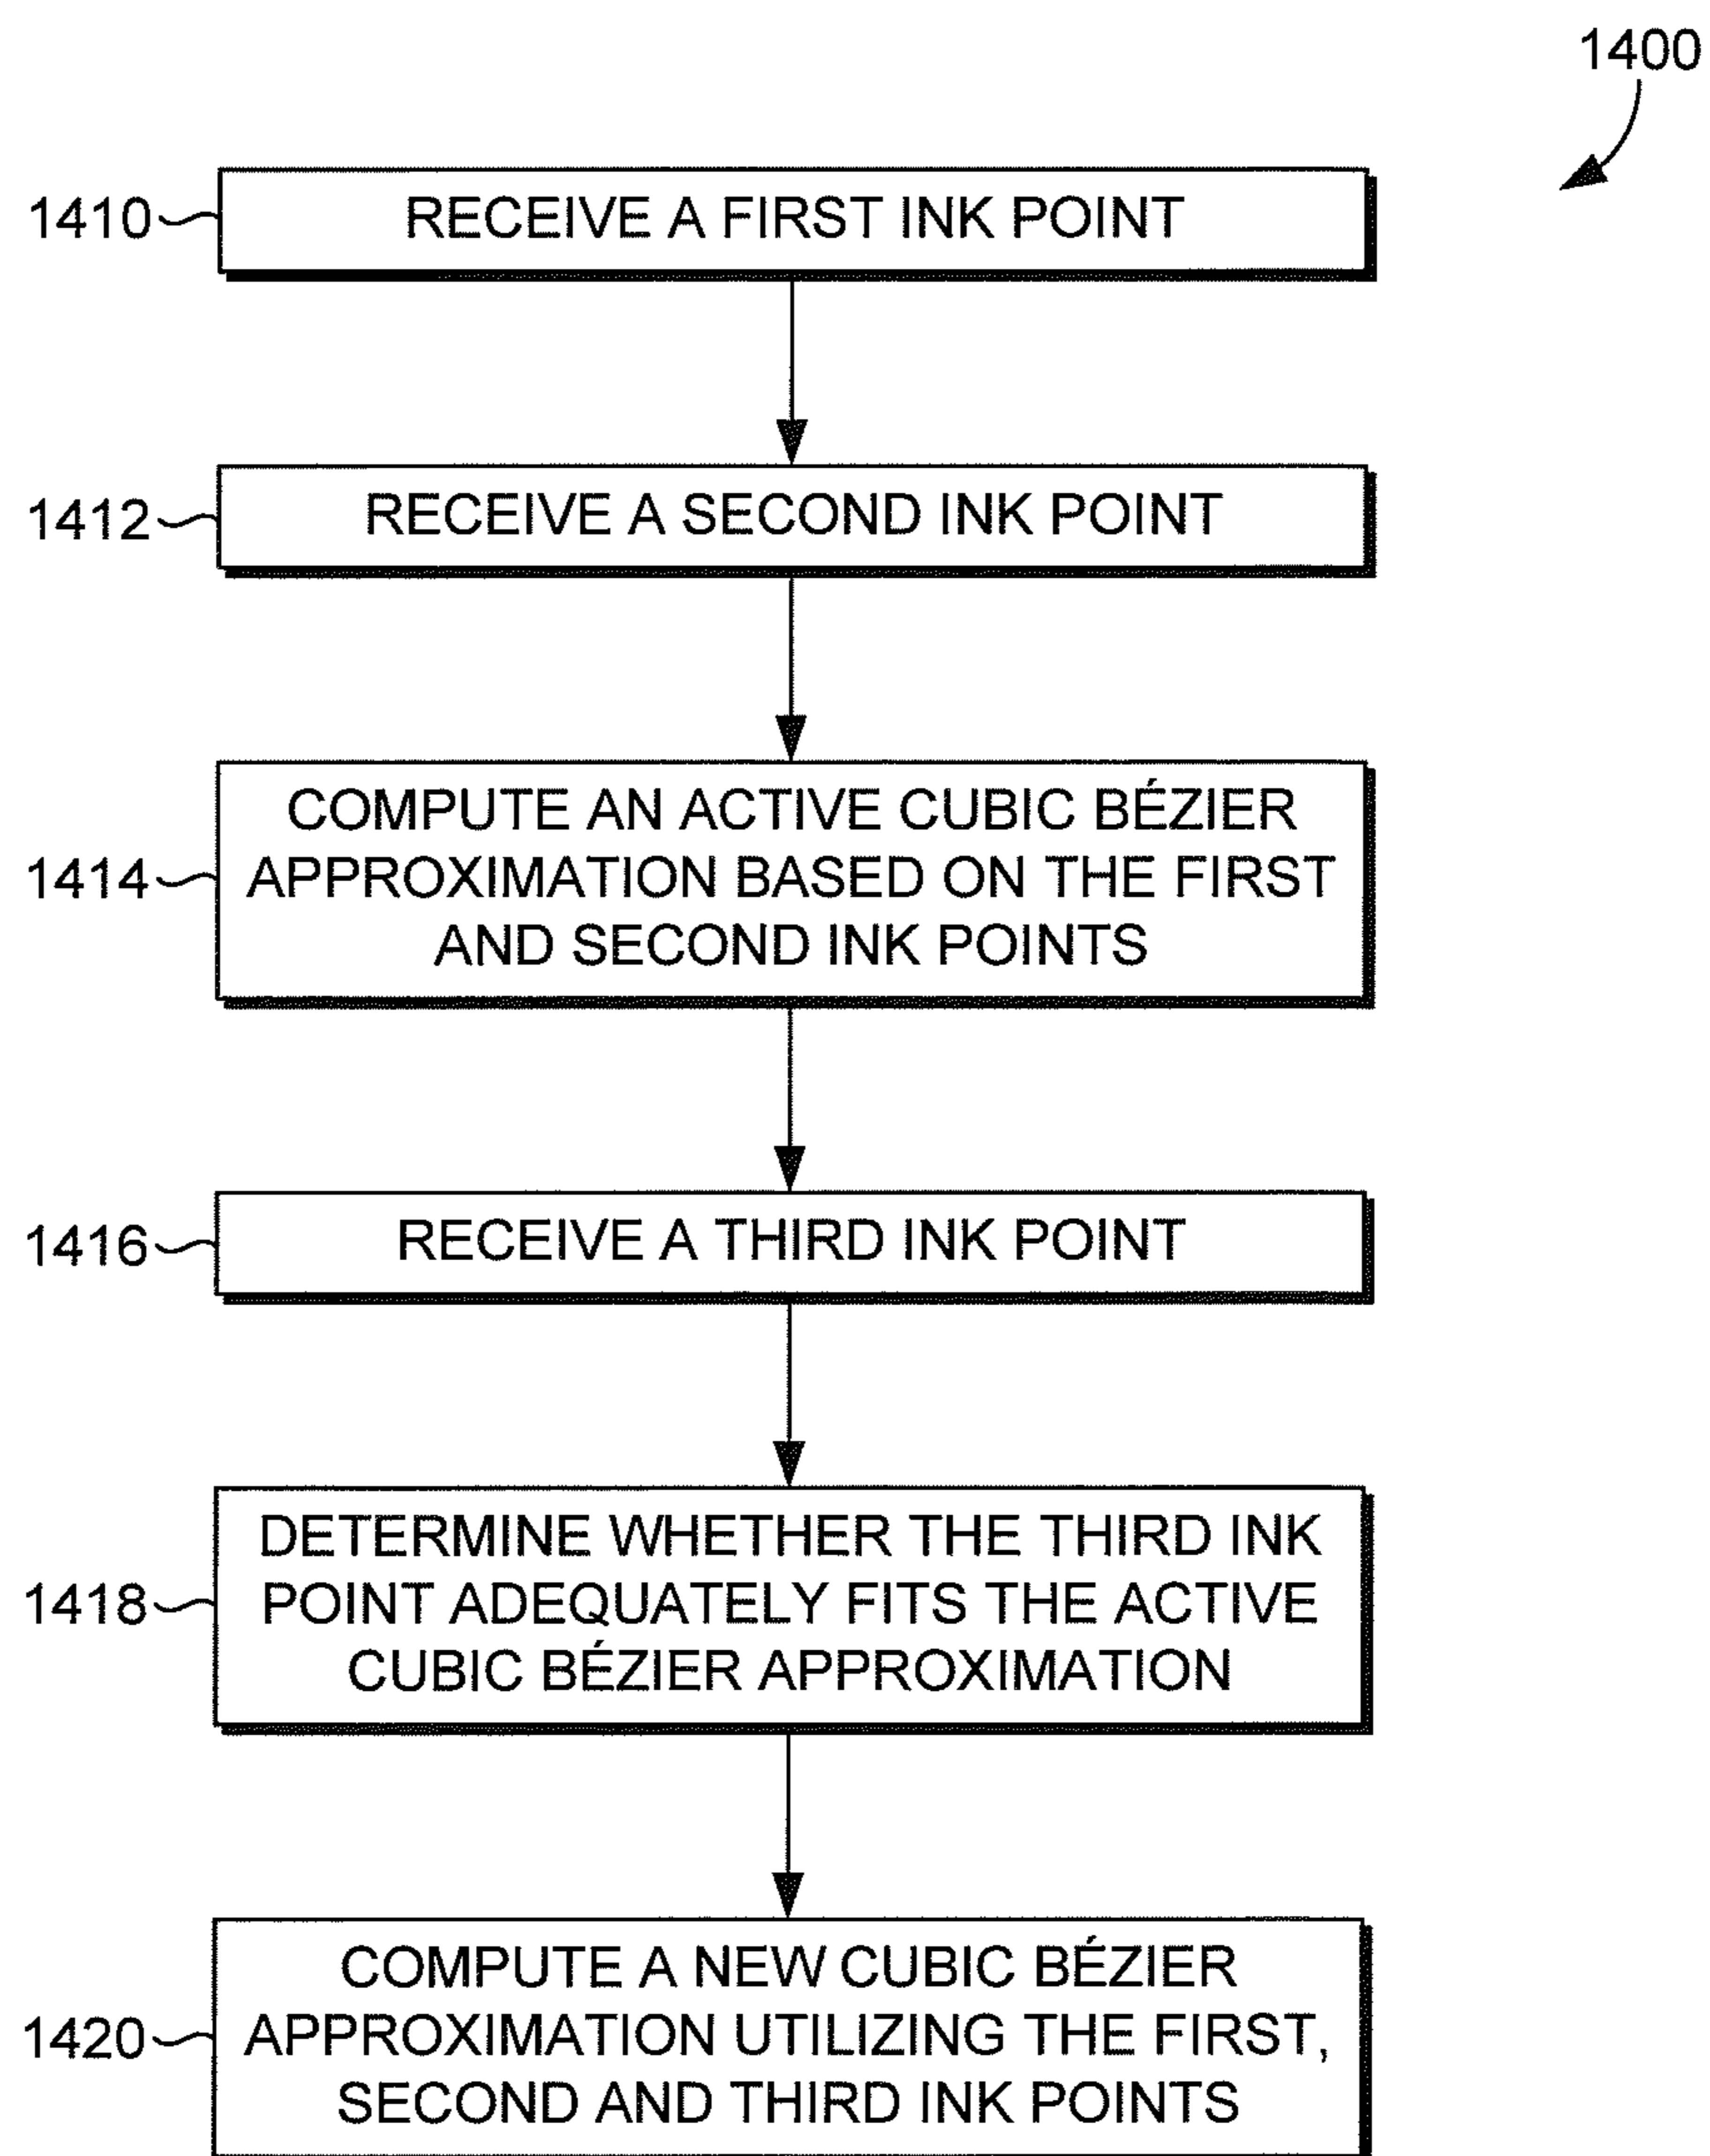 1400
1410
RECEIVE A FIRST INK POINT
1412
RECEIVE A SECOND INK POINT
1414
COMPUTE AN ACTIVE CUBIC BÉZIER
APPROXIMATION BASED ON THE FIRST
AND SECOND INK POINTS
1416
RECEIVE A THIRD INK POINT
1418
DETERMINE WHETHER THE THIRD INK
POINT ADEQUATELY FITS THE ACTIVE
CUBIC BÉZIER APPROXIMATION
1420
COMPUTE A NEW CUBIC BÉZIER
APPROXIMATION UTILIZING THE FIRST,
SECOND AND THIRD INK POINTS